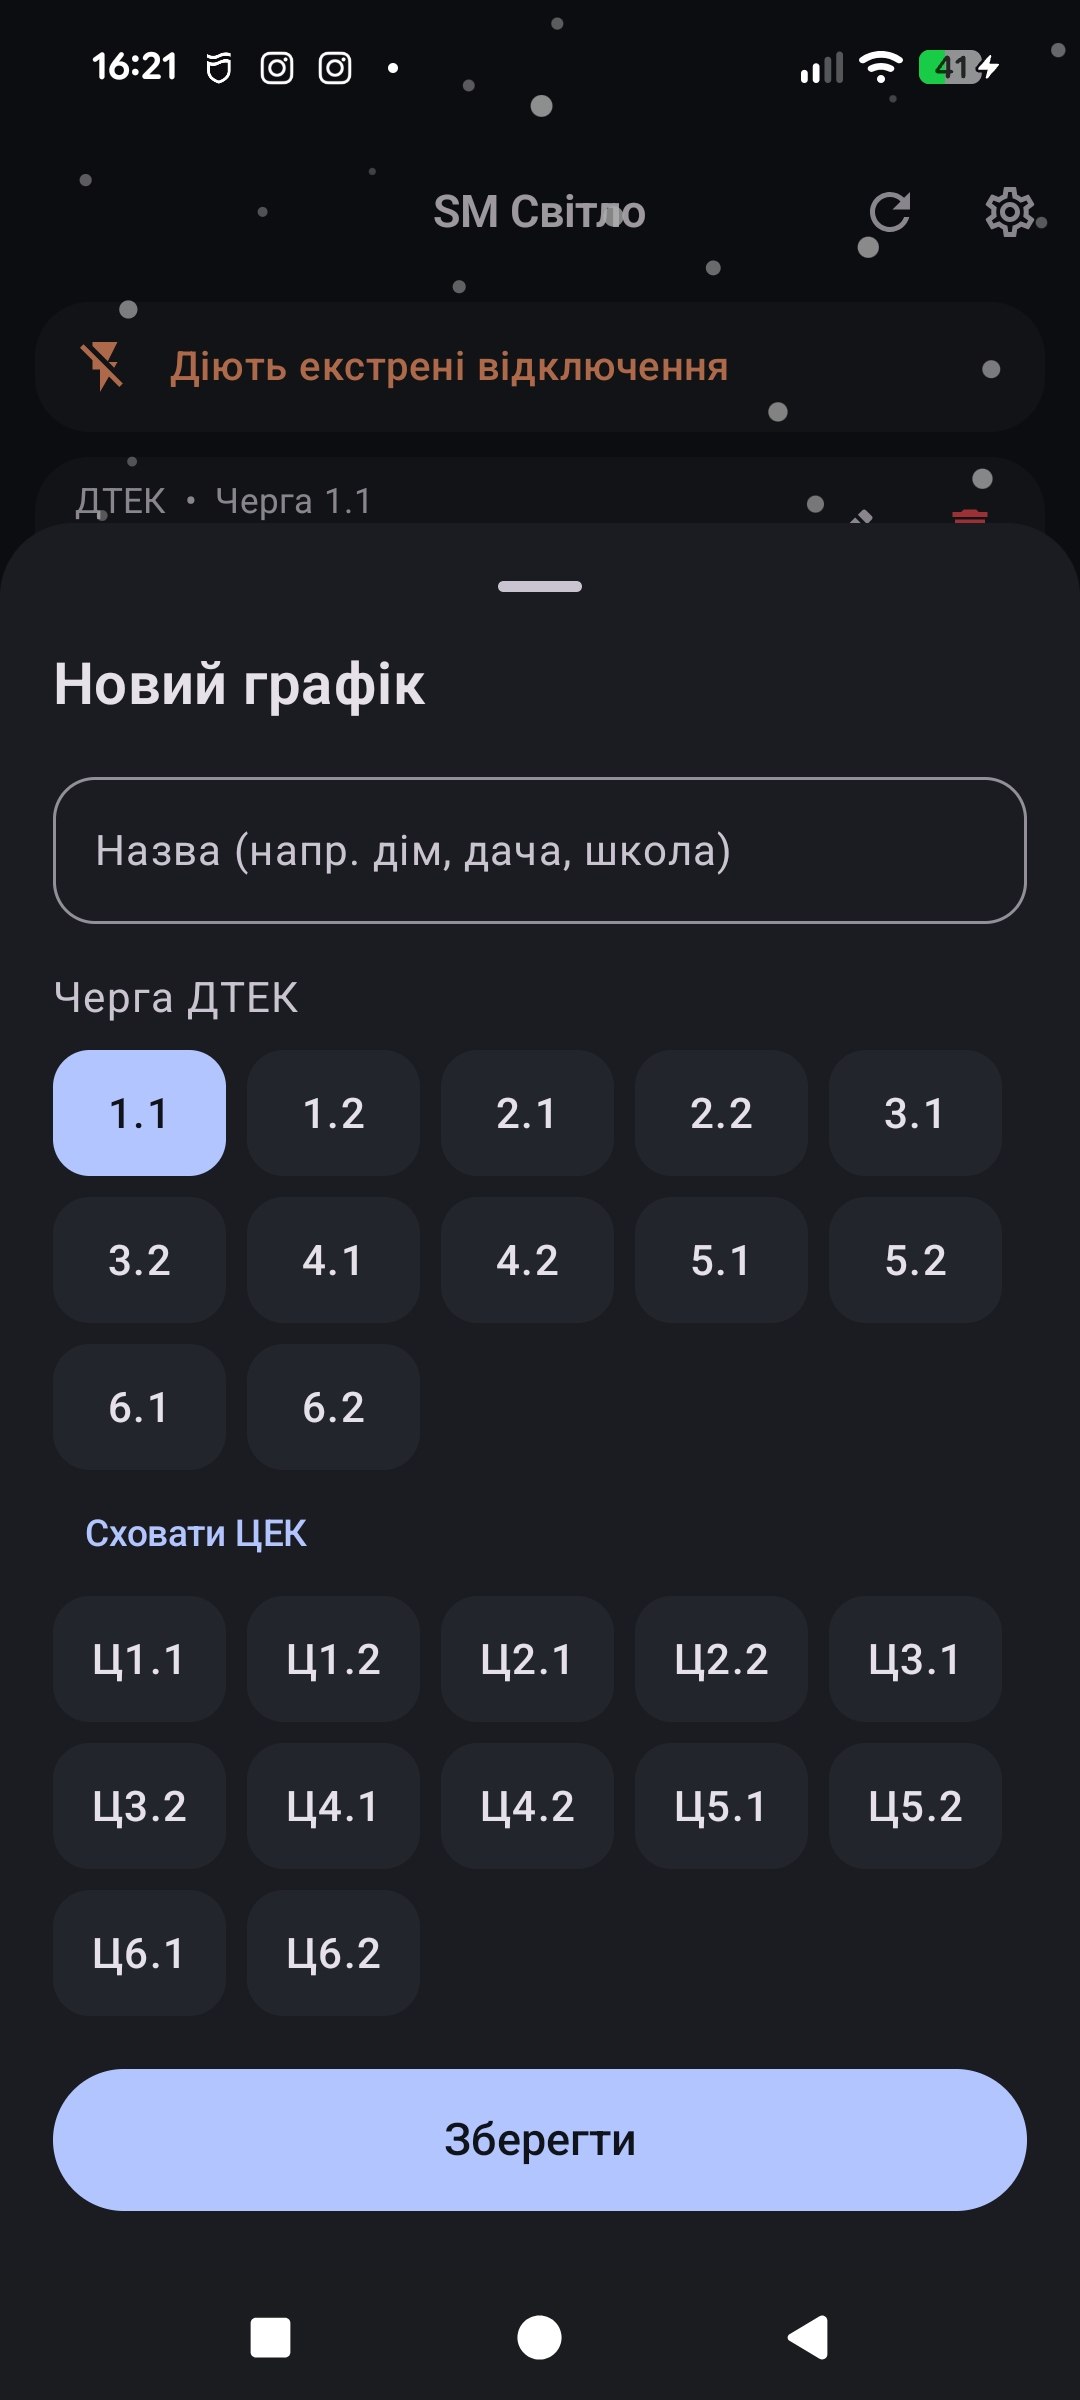 16:21
41
SM Світло
Діють екстрені відключення
ДТЕК • Черга 1.1
Новий графік
Назва (напр. дім, дача, школа)
Черга ДТЕК
1.1 1.2 2.1 2.2 3.1
3.2 4.1 4.2 5.1 5.2
6.1 6.2
Сховати ЦЕК
Ц1.1 Ц1.2 Ц2.1 Ц2.2 Ц3.1
Ц3.2 Ц4.1 Ц4.2 Ц5.1 Ц5.2
Ц6.1 Ц6.2
Зберегти